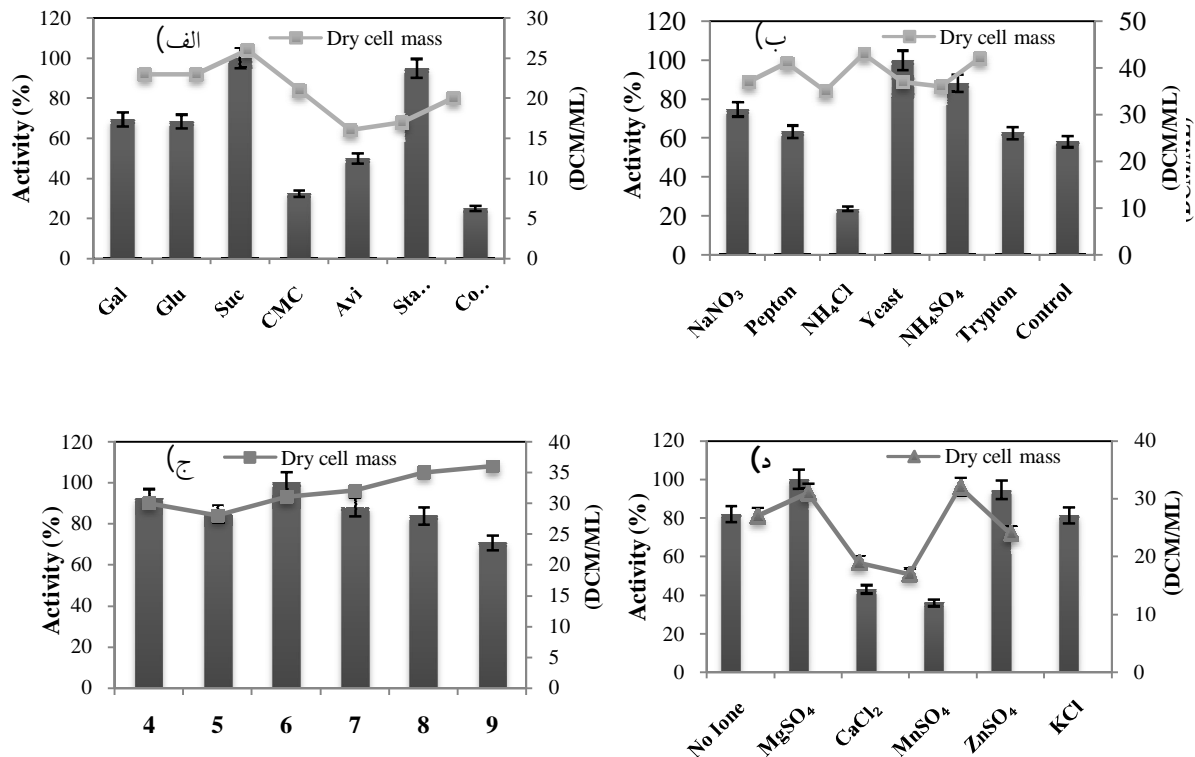 الف)
Dry cell mass
Activity (%)
120
100
80
60
40
20
0
30
25
20
15
10
5
0
(DCM/ML)
Gal Glu Suc CMC Avi Sta.. Co..
ب)
Dry cell mass
Activity (%)
120
100
80
60
40
20
0
50
40
30
20
10
0
(DCM/ML)
(DCM/ML)
NaNO₃ Pepton NH₄Cl Yeast NH₄SO₄ Trypton Control
ج)
Dry cell mass
Activity (%)
120
100
80
60
40
20
0
40
35
30
25
20
15
10
5
0
(DCM/ML)
4 5 6 7 8 9
د)
Dry cell mass
Activity (%)
120
100
80
60
40
20
0
40
30
20
10
0
(DCM/ML)
No Ione MgSO₄ CaCl₂ MnSO₄ ZnSO₄ KCl